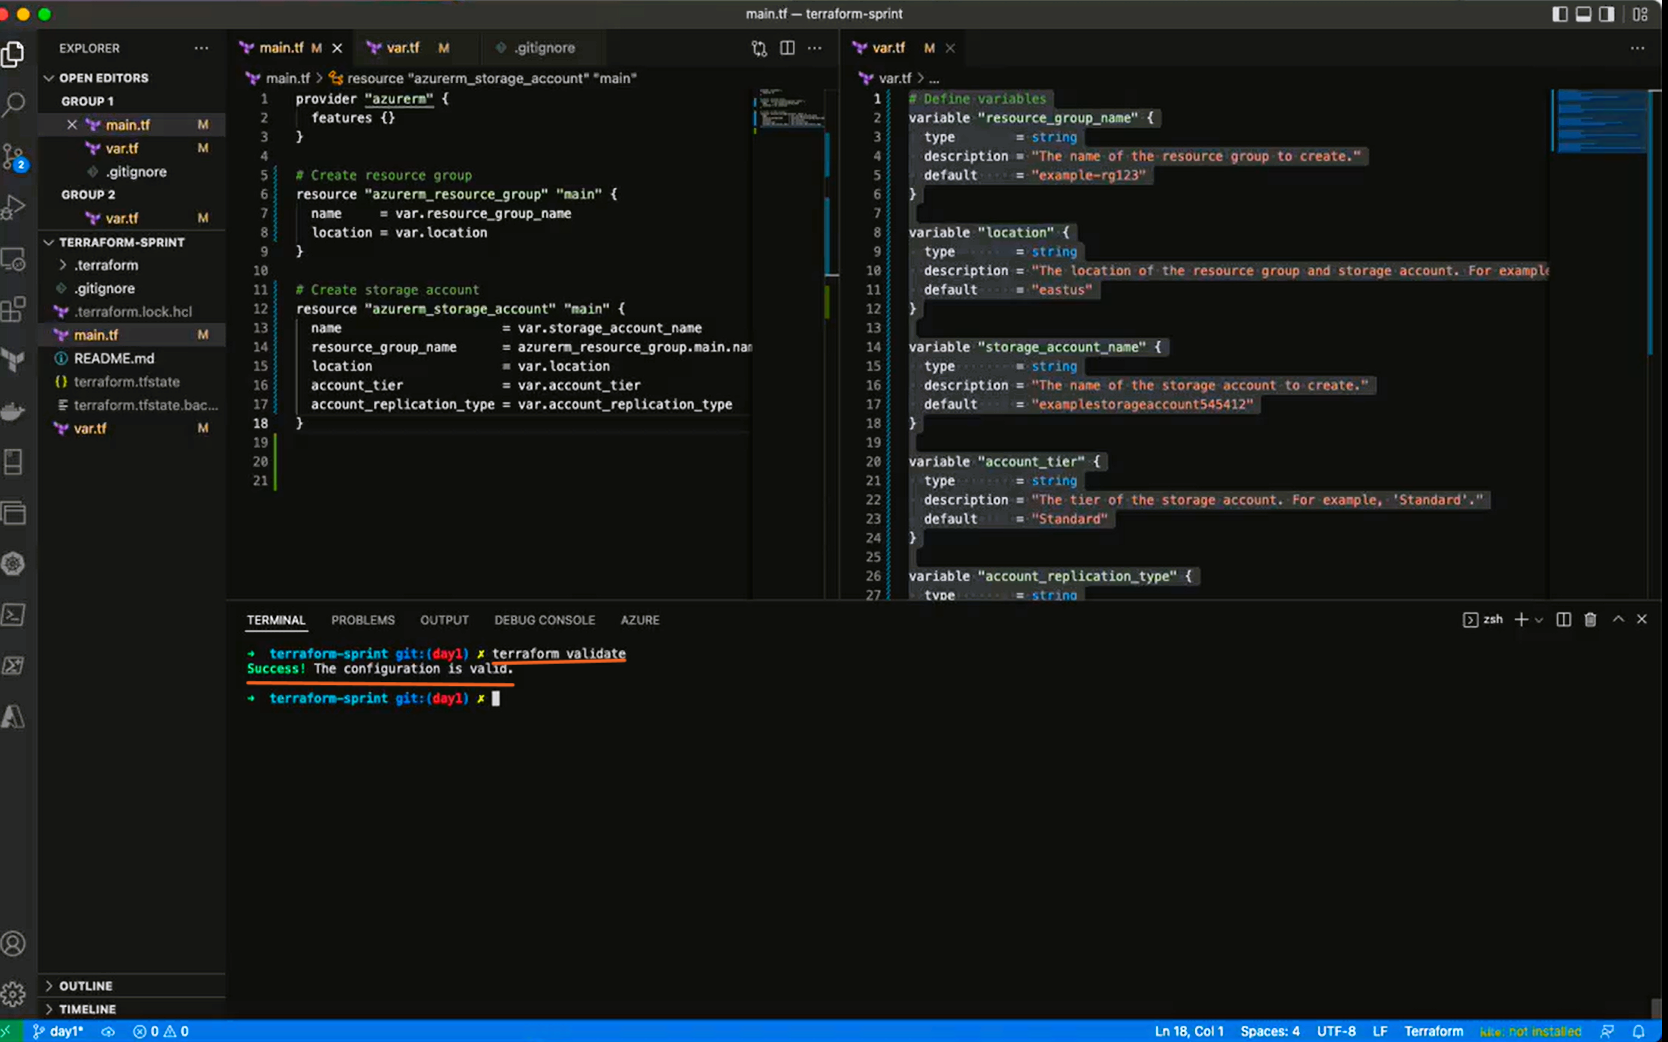 main.tf — terraform-sprint
EXPLORER
OPEN EDITORS
GROUP 1
main.tf M
var.tf M
.gitignore
GROUP 2
var.tf M
TERRAFORM-SPRINT
.terraform
.gitignore
.terraform.lock.hcl
main.tf M
README.md
terraform.tfstate
terraform.tfstate.bac...
var.tf M
OUTLINE
TIMELINE
2
main.tf M
var.tf M
.gitignore
main.tf > resource "azurerm_storage_account" "main"
1 provider "azurerm" {
2 features {}
3 }
4
5 # Create resource group
6 resource "azurerm_resource_group" "main" {
7 name = var.resource_group_name
8 location = var.location
9 }
10
11 # Create storage account
12 resource "azurerm_storage_account" "main" {
13 name = var.storage_account_name
14 resource_group_name = azurerm_resource_group.main.nam
15 location = var.location
16 account_tier = var.account_tier
17 account_replication_type = var.account_replication_type
18 }
19
20
21
var.tf M
var.tf > ...
1 # Define variables
2 variable "resource_group_name" {
3 type = string
4 description = "The name of the resource group to create."
5 default = "example-rg123"
6 }
7
8 variable "location" {
9 type = string
10 description = "The location of the resource group and storage account. For example
11 default = "eastus"
12 }
13
14 variable "storage_account_name" {
15 type = string
16 description = "The name of the storage account to create."
17 default = "examplestorageaccount545412"
18 }
19
20 variable "account_tier" {
21 type = string
22 description = "The tier of the storage account. For example, 'Standard'."
23 default = "Standard"
24 }
25
26 variable "account_replication_type" {
27 type = string
TERMINAL PROBLEMS OUTPUT DEBUG CONSOLE AZURE
zsh
➜ terraform-sprint git:(day1) ✗ terraform validate
Success! The configuration is valid.
➜ terraform-sprint git:(day1) ✗
day1* 0 0
Ln 18, Col 1 Spaces: 4 UTF-8 LF Terraform not installed